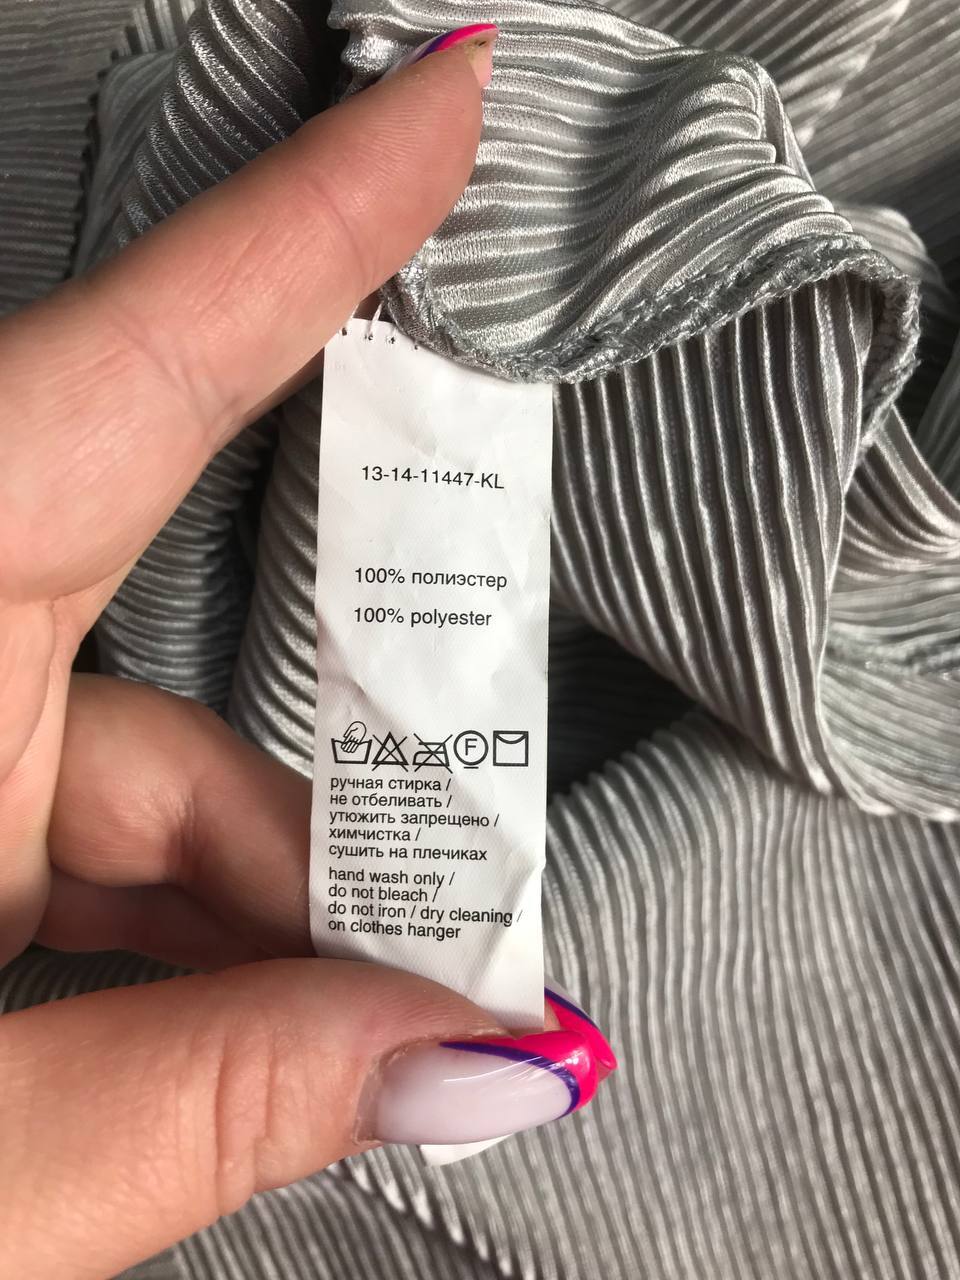 13-14-11447-KL
100% полиэстер
100% polyester
F
ручная стирка /
не отбеливать /
утюжить запрещено /
химчистка /
сушить на плечиках
hand wash only /
do not bleach /
do not iron / dry cleaning /
on clothes hanger